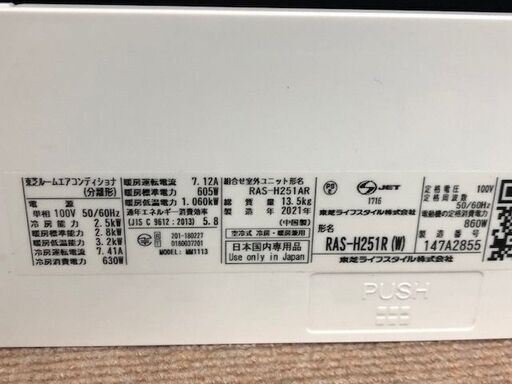 東芝ルームエアコンディショナ
(分離形)
電源
単相100V 50/60Hz
冷房能力 2.5kW
暖房能力 2.8kW
暖房低温能力 3.2kW
冷房運転電流 7.41A
冷房消費電力 630W
暖房運転電流 7.12A
暖房標準電力 605W
暖房低温電力 1.060kW
通年エネルギー消費効率
(JIS C 9612:2013) 5.8
201-180227
0180637201
MODEL: MM1113
組合せ室外ユニット形名
RAS-H251AR
総質量 13.5kg
製造年 2021年
(中国製)
空冷式 冷房・暖房兼用
日本国内専用品
Use only in Japan
PS
E
JET
1716
東芝ライフスタイル株式会社
形名
RAS-H251R(W)
定格電圧 100V
定格周波数
50/60Hz
電動機の定格消費電力
860W
製造番号
147A2855
東芝ライフスタイル株式会社
PUSH